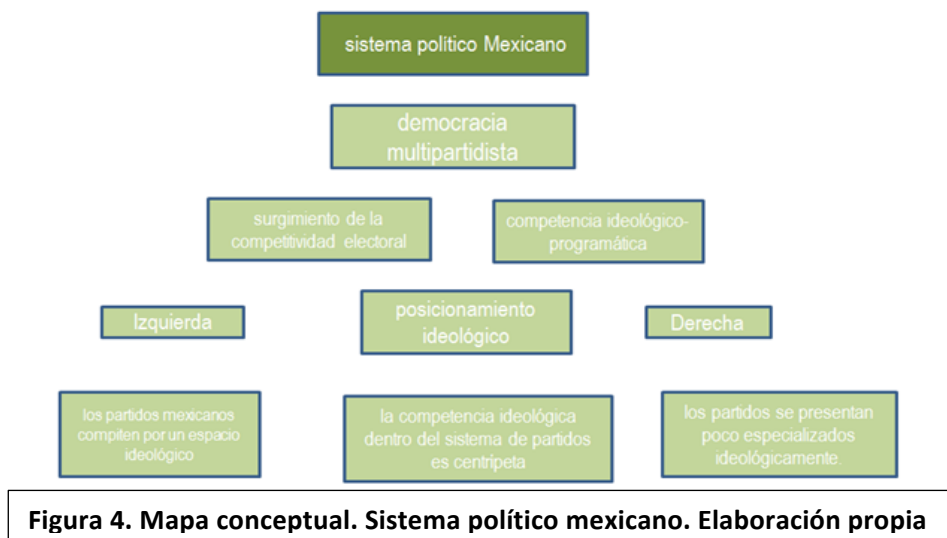 sistema político Mexicano
democracia
multipartidista
surgimiento de la
competitividad electoral
competencia ideológico-
programática
Izquierda
posicionamiento
ideológico
Derecha
los partidos mexicanos
compiten por un espacio
ideológico
la competencia ideológica
dentro del sistema de partidos
es centrípeta
los partidos se presentan
poco especializados
ideológicamente.
Figura 4. Mapa conceptual. Sistema político mexicano. Elaboración propia